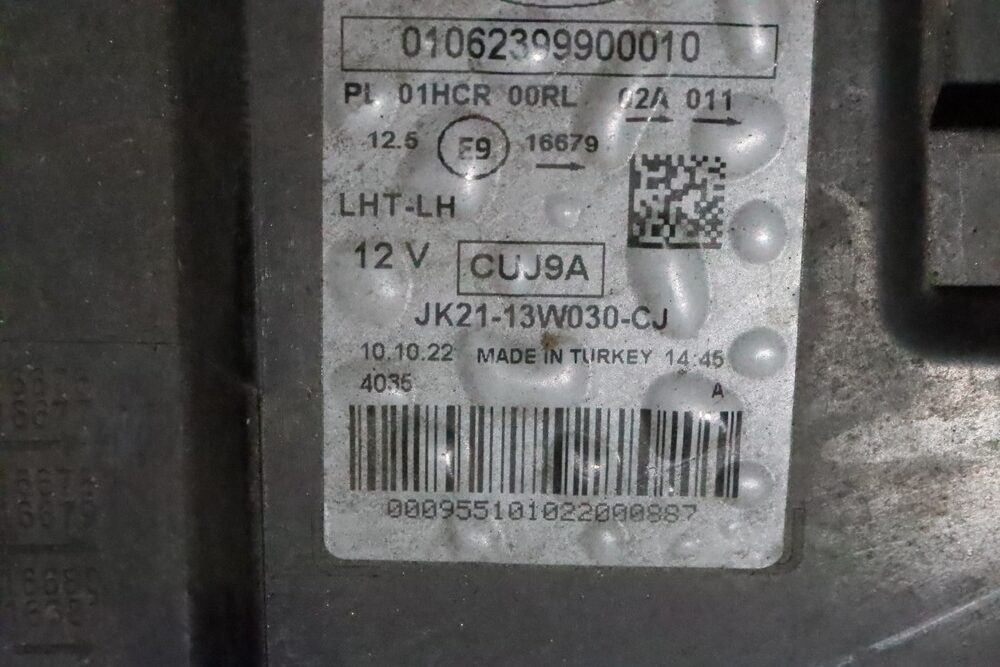 01062399900010
PL 01HCR 00RL 02A 011
12.5 E9 16679
LHT-LH
12 V CUJ9A
JK21-13W030-CJ
10.10.22 MADE IN TURKEY 14:45
4035 A
000955101022000887